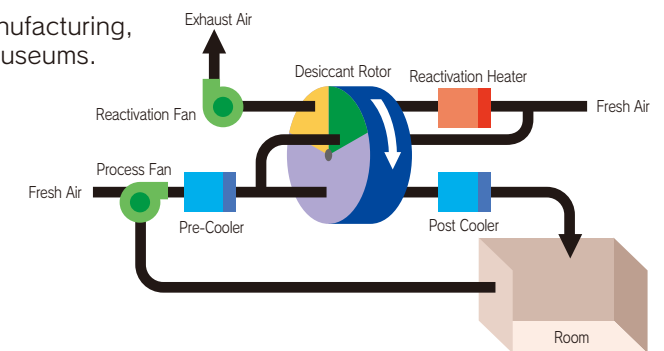 nufacturing,
useums.
Exhaust Air
Desiccant Rotor
Reactivation Heater
Reactivation Fan
Fresh Air
Process Fan
Fresh Air
Pre-Cooler
Post Cooler
Room